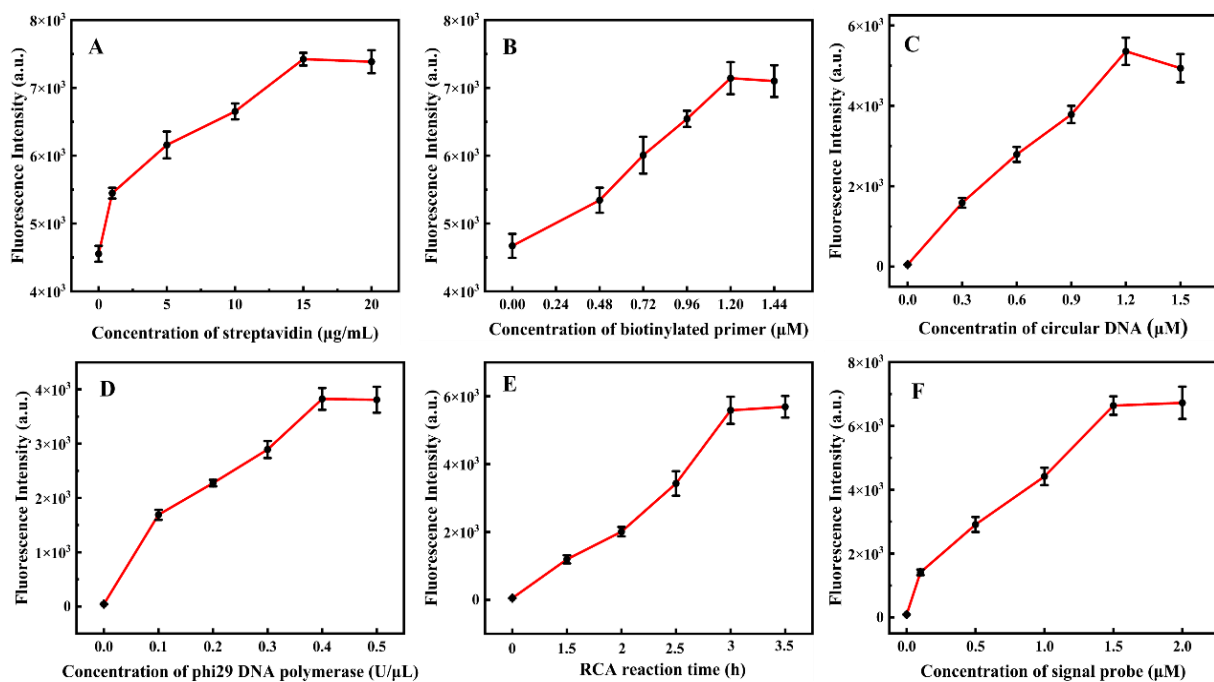 A
Fluorescence Intensity (a.u.)
8×10³
7×10³
6×10³
5×10³
4×10³
0 5 10 15 20
Concentration of streptavidin (μg/mL)
B
Fluorescence Intensity (a.u.)
8×10³
7×10³
6×10³
5×10³
4×10³
0.00 0.24 0.48 0.72 0.96 1.20 1.44
Concentration of biotinylated primer (μM)
C
Fluorescence Intensity (a.u.)
6×10³
4×10³
2×10³
0
0.0 0.3 0.6 0.9 1.2 1.5
Concentratin of circular DNA (μM)
D
Fluorescence Intensity (a.u.)
4×10³
3×10³
2×10³
1×10³
0
0.0 0.1 0.2 0.3 0.4 0.5
Concentration of phi29 DNA polymerase (U/μL)
E
Fluorescence Intensity (a.u.)
6×10³
4×10³
2×10³
0
0 1.5 2 2.5 3 3.5
RCA reaction time (h)
F
Fluorescence Intensity (a.u.)
8×10³
6×10³
4×10³
2×10³
0
0.0 0.5 1.0 1.5 2.0
Concentration of signal probe (μM)